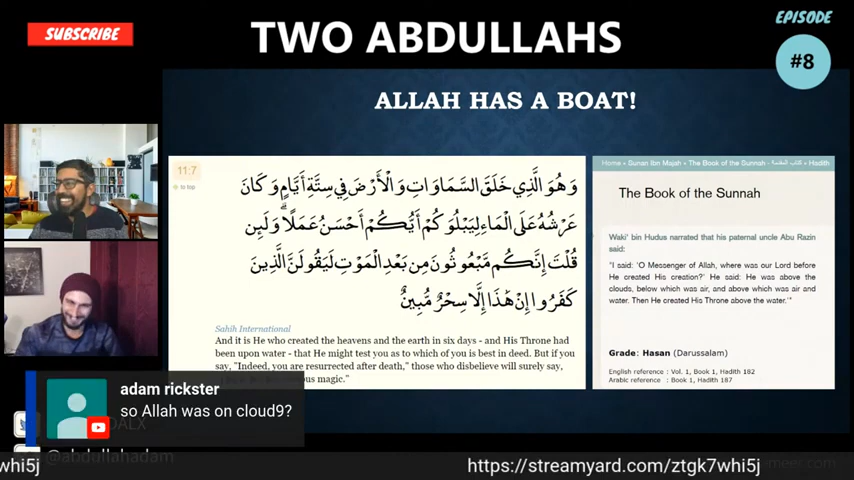 SUBSCRIBE
TWO ABDULLAHS
EPISODE
#8
ALLAH HAS A BOAT!
11:7
to top
وَهُوَ الَّذِي خَلَقَ السَّمَاوَاتِ وَالْأَرْضَ فِي سِتَّةِ أَيَّامٍ وَكَانَ
عَرْشُهُ عَلَى الْمَاءِ لِيَبْلُوَكُمْ أَيُّكُمْ أَحْسَنُ عَمَلًا ۗ وَلَئِن
قُلْتَ إِنَّكُم مَّبْعُوثُونَ مِن بَعْدِ الْمَوْتِ لَيَقُولَنَّ الَّذِينَ
كَفَرُوا إِنْ هَٰذَا إِلَّا سِحْرٌ مُّبِينٌ
Sahih International
And it is He who created the heavens and the earth in six days - and His Throne had
been upon water - that He might test you as to which of you is best in deed. But if you
say, "Indeed, you are resurrected after death," those who disbelieve will surely say,
magic."
Home » Sunan Ibn Majah » The Book of the Sunnah - كتاب المقدمة » Hadith
The Book of the Sunnah
Waki' bin Hudus narrated that his paternal uncle Abu Razin
said:
"I said: 'O Messenger of Allah, where was our Lord before
He created His creation?' He said: He was above the
clouds, below which was air, and above which was air and
water. Then He created His Throne above the water.'"
Grade: Hasan (Darussalam)
English reference : Vol. 1, Book 1, Hadith 182
Arabic reference : Book 1, Hadith 187
adam rickster
so Allah was on cloud9?
@abdullahadam
whi5j
https://streamyard.com/ztgk7whi5j